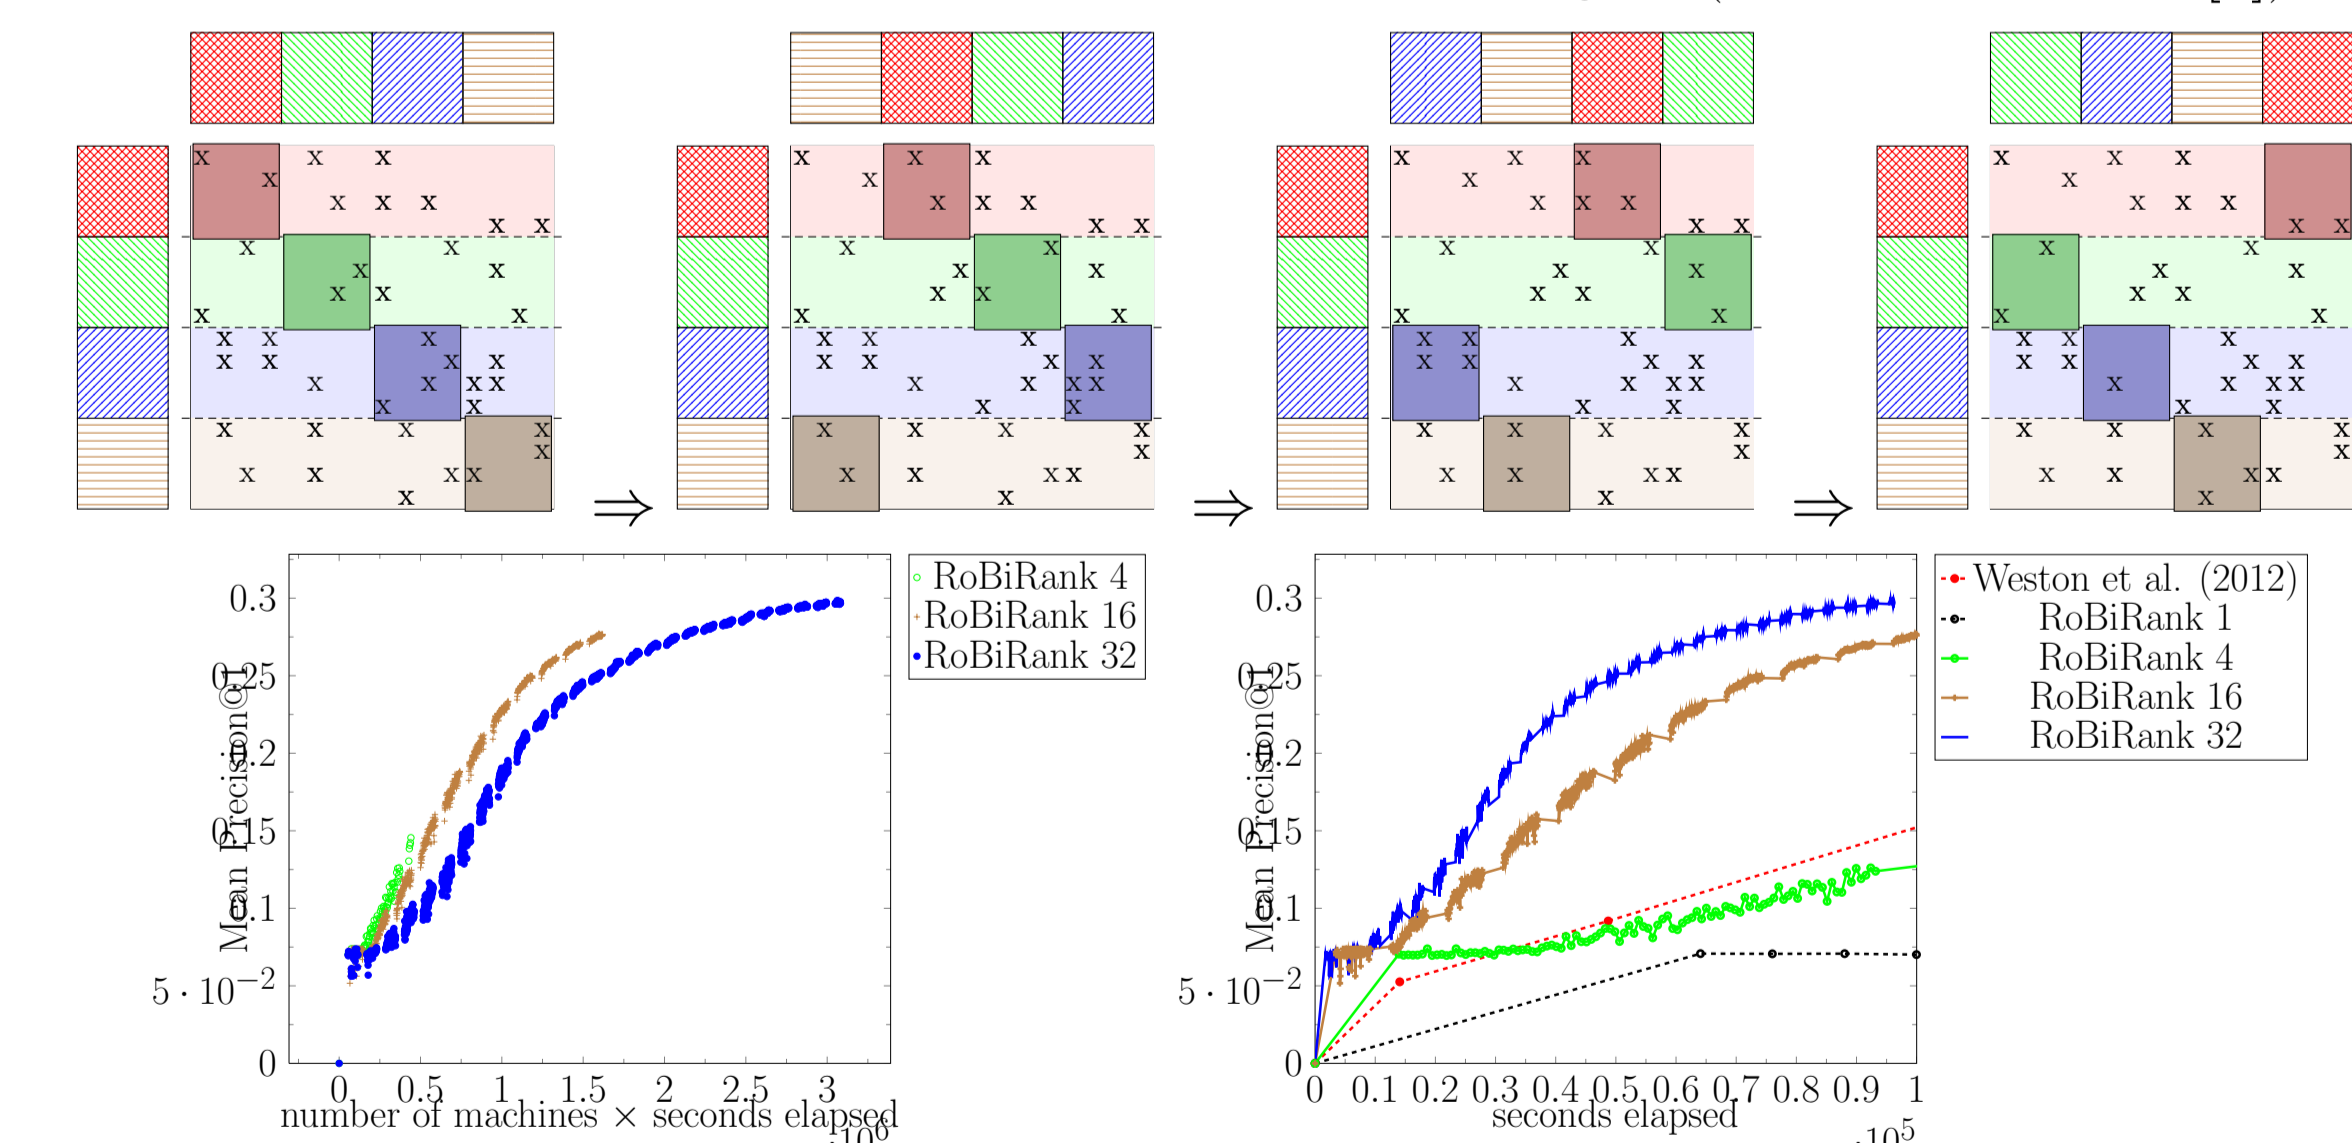 ⇒ ⇒ ⇒
0.3
0.25
0.2
0.15
0.1
5 · 10⁻²
0
Mean Precision@1
0 0.5 1 1.5 2 2.5 3
number of machines × seconds elapsed
·10⁶
RoBiRank 4
RoBiRank 16
RoBiRank 32
0.3
0.25
0.2
0.15
0.1
5 · 10⁻²
0
Mean Precision@1
0 0.1 0.2 0.3 0.4 0.5 0.6 0.7 0.8 0.9 1
seconds elapsed
·10⁵
Weston et al. (2012)
RoBiRank 1
RoBiRank 4
RoBiRank 16
RoBiRank 32